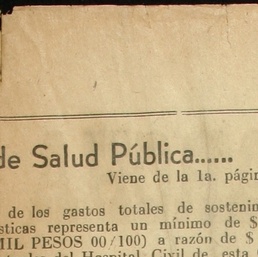 de Salud Pública......
Viene de la 1a. págin
de los gastos totales de sostenim
sticas representa un mínimo de $
MIL PESOS 00/100) a razón de $
del Hospital Civil de esta